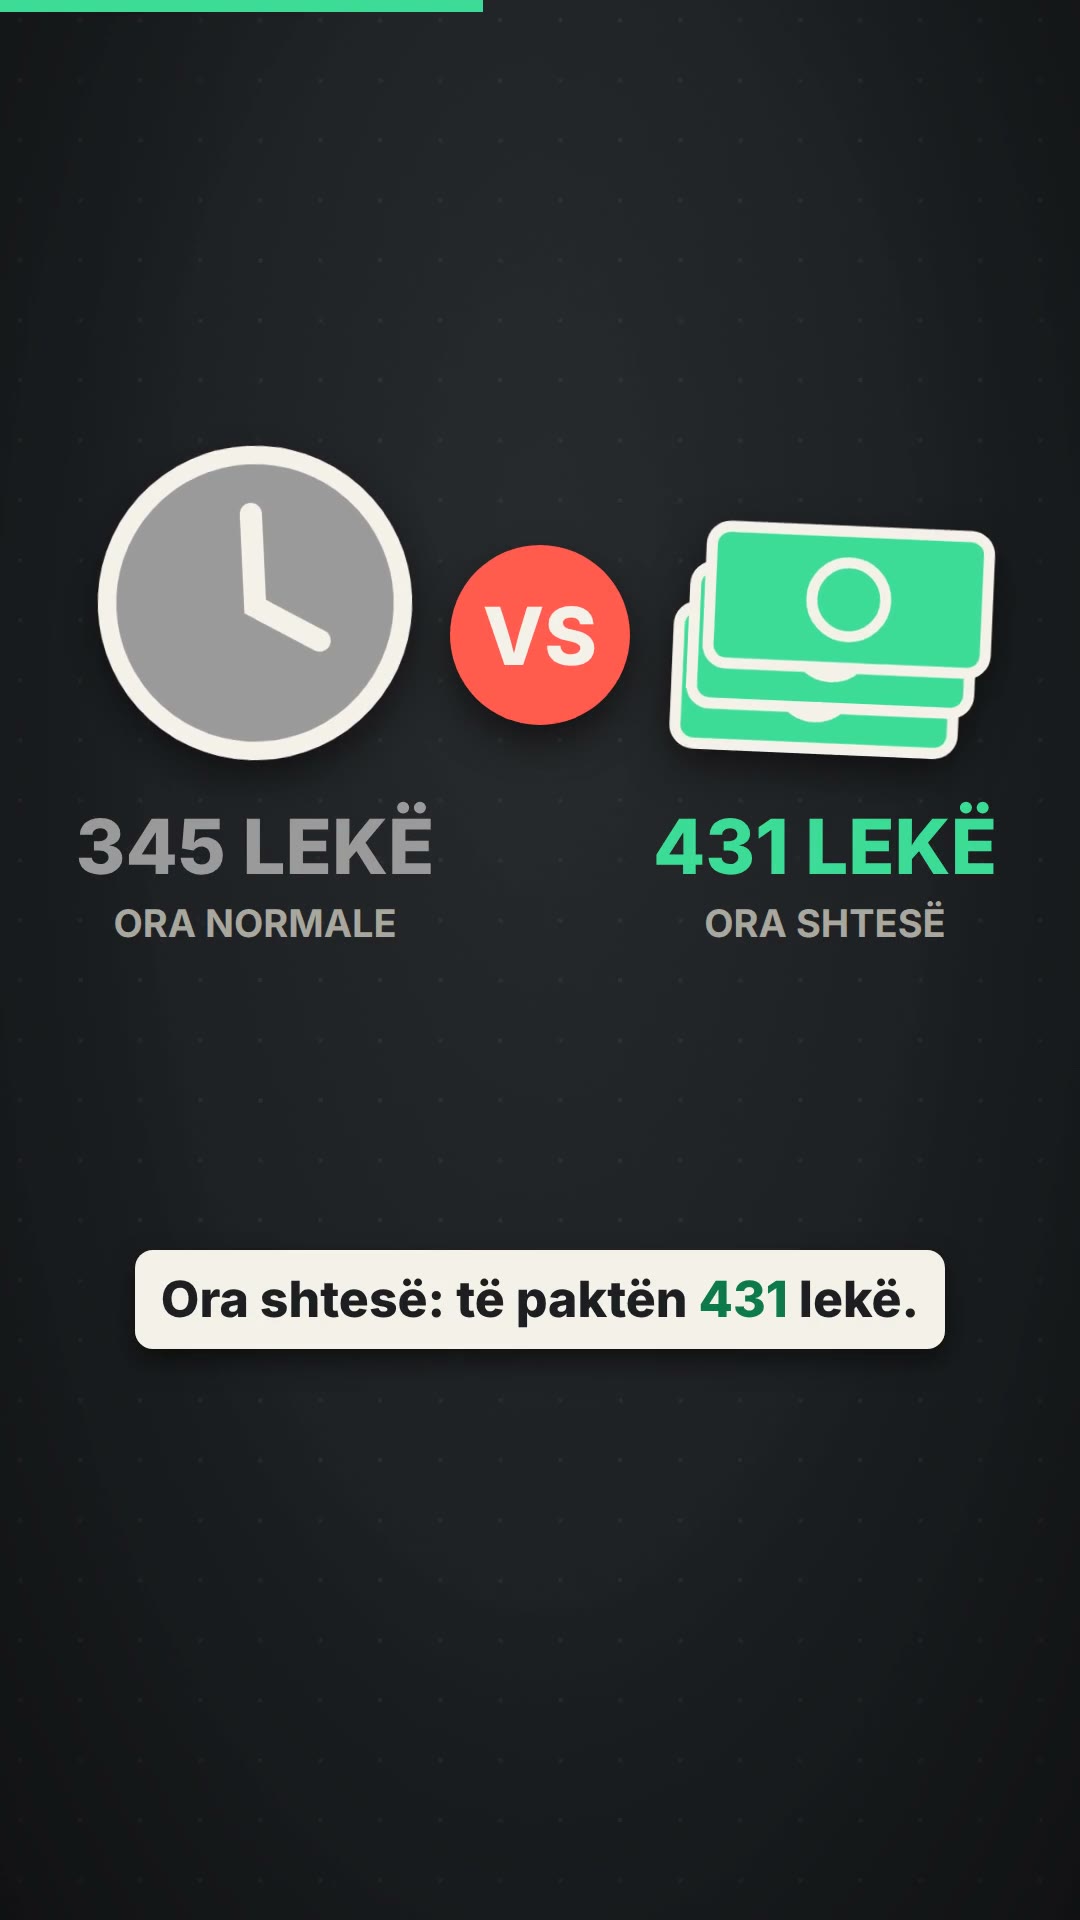 VS
345 LEKË
431 LEKË
ORA NORMALE
ORA SHTESË
Ora shtesë: të paktën 431 lekë.